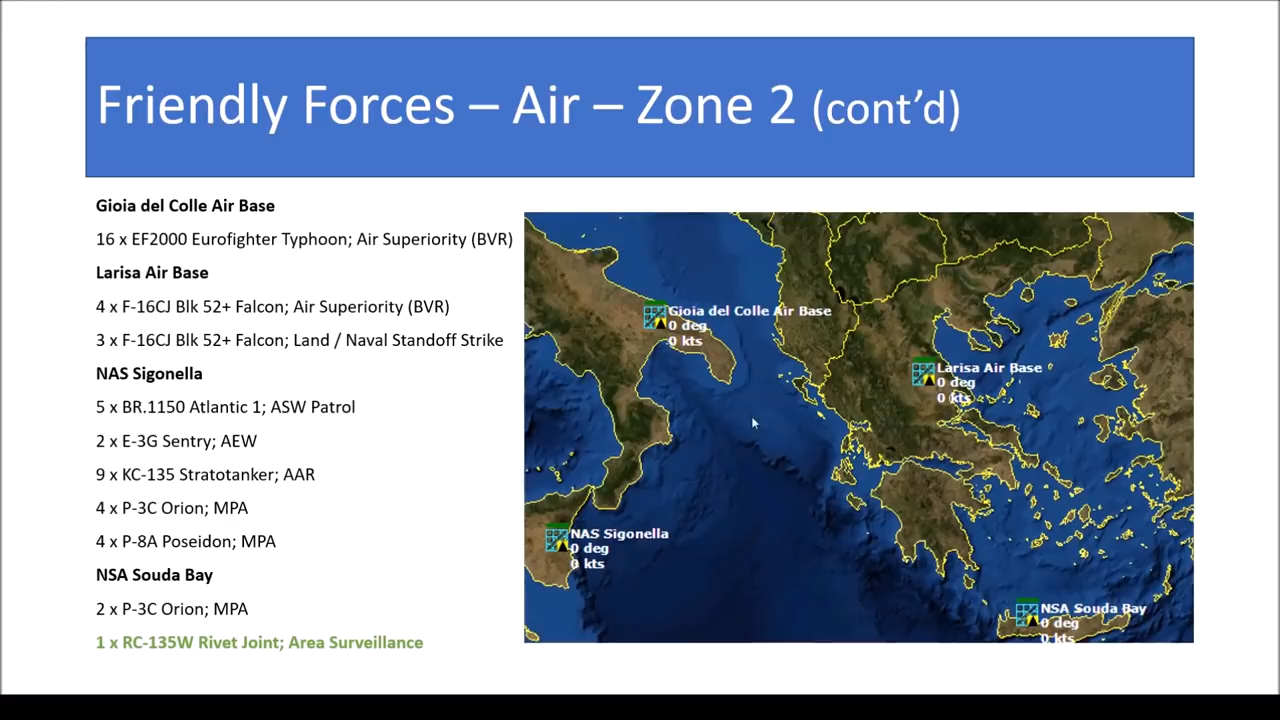 Friendly Forces – Air – Zone 2 (cont'd)
Gioia del Colle Air Base
16 x EF2000 Eurofighter Typhoon; Air Superiority (BVR)
Larisa Air Base
4 x F-16CJ Blk 52+ Falcon; Air Superiority (BVR)
3 x F-16CJ Blk 52+ Falcon; Land / Naval Standoff Strike
NAS Sigonella
5 x BR.1150 Atlantic 1; ASW Patrol
2 x E-3G Sentry; AEW
9 x KC-135 Stratotanker; AAR
4 x P-3C Orion; MPA
4 x P-8A Poseidon; MPA
NSA Souda Bay
2 x P-3C Orion; MPA
1 x RC-135W Rivet Joint; Area Surveillance
Gioia del Colle Air Base
0 deg
0 kts
Larisa Air Base
0 deg
0 kts
NAS Sigonella
0 deg
0 kts
NSA Souda Bay
0 deg
0 kts